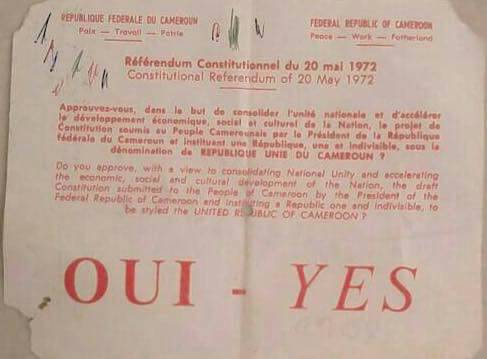 REPUBLIQUE FEDERALE DU CAMEROUN
Paix — Travail — Patrie
FEDERAL REPUBLIC OF CAMEROON
Peace — Work — Fatherland
Référendum Constitutionnel du 20 mai 1972
Constitutional Referendum of 20 May 1972
Approuvez-vous, dans le but de consolider l'unité nationale et d'accélérer
le développement économique, social et culturel de la Nation, le projet de
Constitution soumis au Peuple Camerounais par le Président de la République
fédérale du Cameroun et instituant une République, une et indivisible, sous la
dénomination de REPUBLIQUE UNIE DU CAMEROUN ?
Do you approve, with a view to consolidating National Unity and accelerating
the economic, social and cultural development of the Nation, the draft
Constitution submitted to the People of Cameroon by the President of the
Federal Republic of Cameroon and instituting a Republic one and indivisible, to
be styled the UNITED REPUBLIC OF CAMEROON ?
OUI - YES